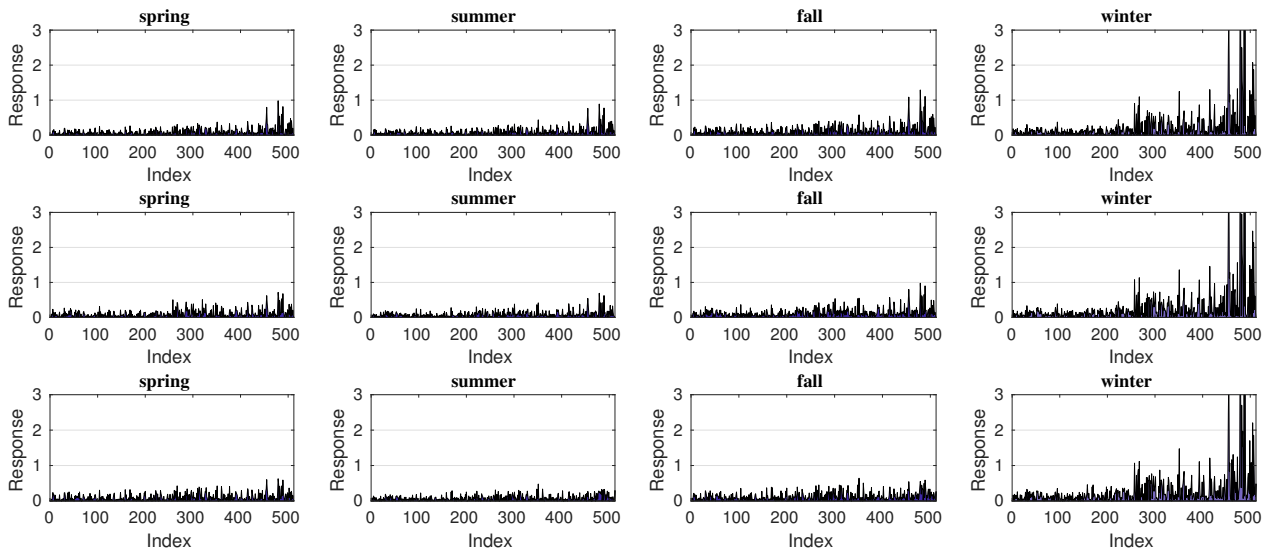 spring summer fall winter
3 3 3 3
2 2 2 2
1 1 1 1
0 0 0 0
Response Response Response Response
0 100 200 300 400 500 0 100 200 300 400 500 0 100 200 300 400 500 0 100 200 300 400 500
Index Index Index Index
spring summer fall winter
3 3 3 3
2 2 2 2
1 1 1 1
0 0 0 0
Response Response Response Response
0 100 200 300 400 500 0 100 200 300 400 500 0 100 200 300 400 500 0 100 200 300 400 500
Index Index Index Index
spring summer fall winter
3 3 3 3
2 2 2 2
1 1 1 1
0 0 0 0
Response Response Response Response
0 100 200 300 400 500 0 100 200 300 400 500 0 100 200 300 400 500 0 100 200 300 400 500
Index Index Index Index